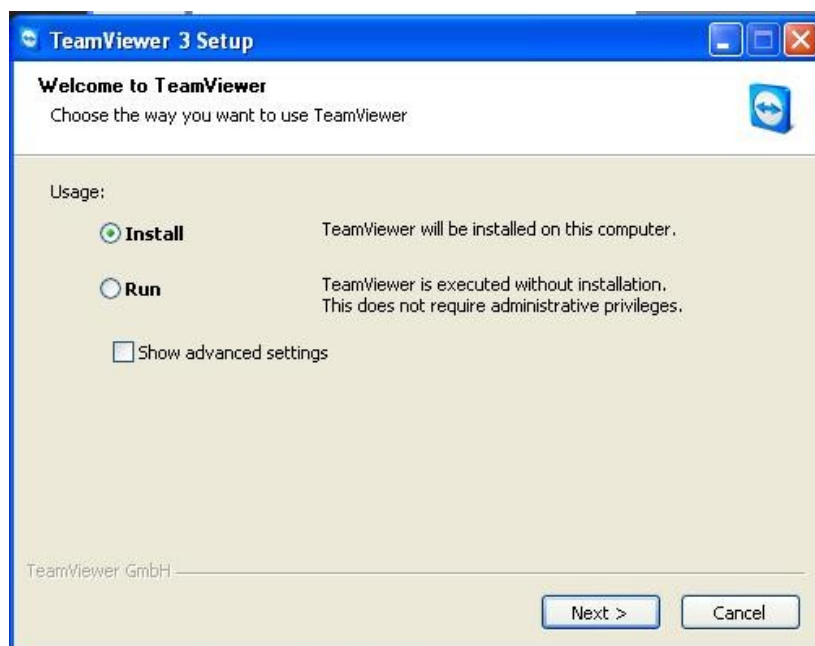 TeamViewer 3 Setup
Welcome to TeamViewer
Choose the way you want to use TeamViewer
Usage:
Install
TeamViewer will be installed on this computer.
Run
TeamViewer is executed without installation.
This does not require administrative privileges.
Show advanced settings
TeamViewer GmbH
Next >
Cancel